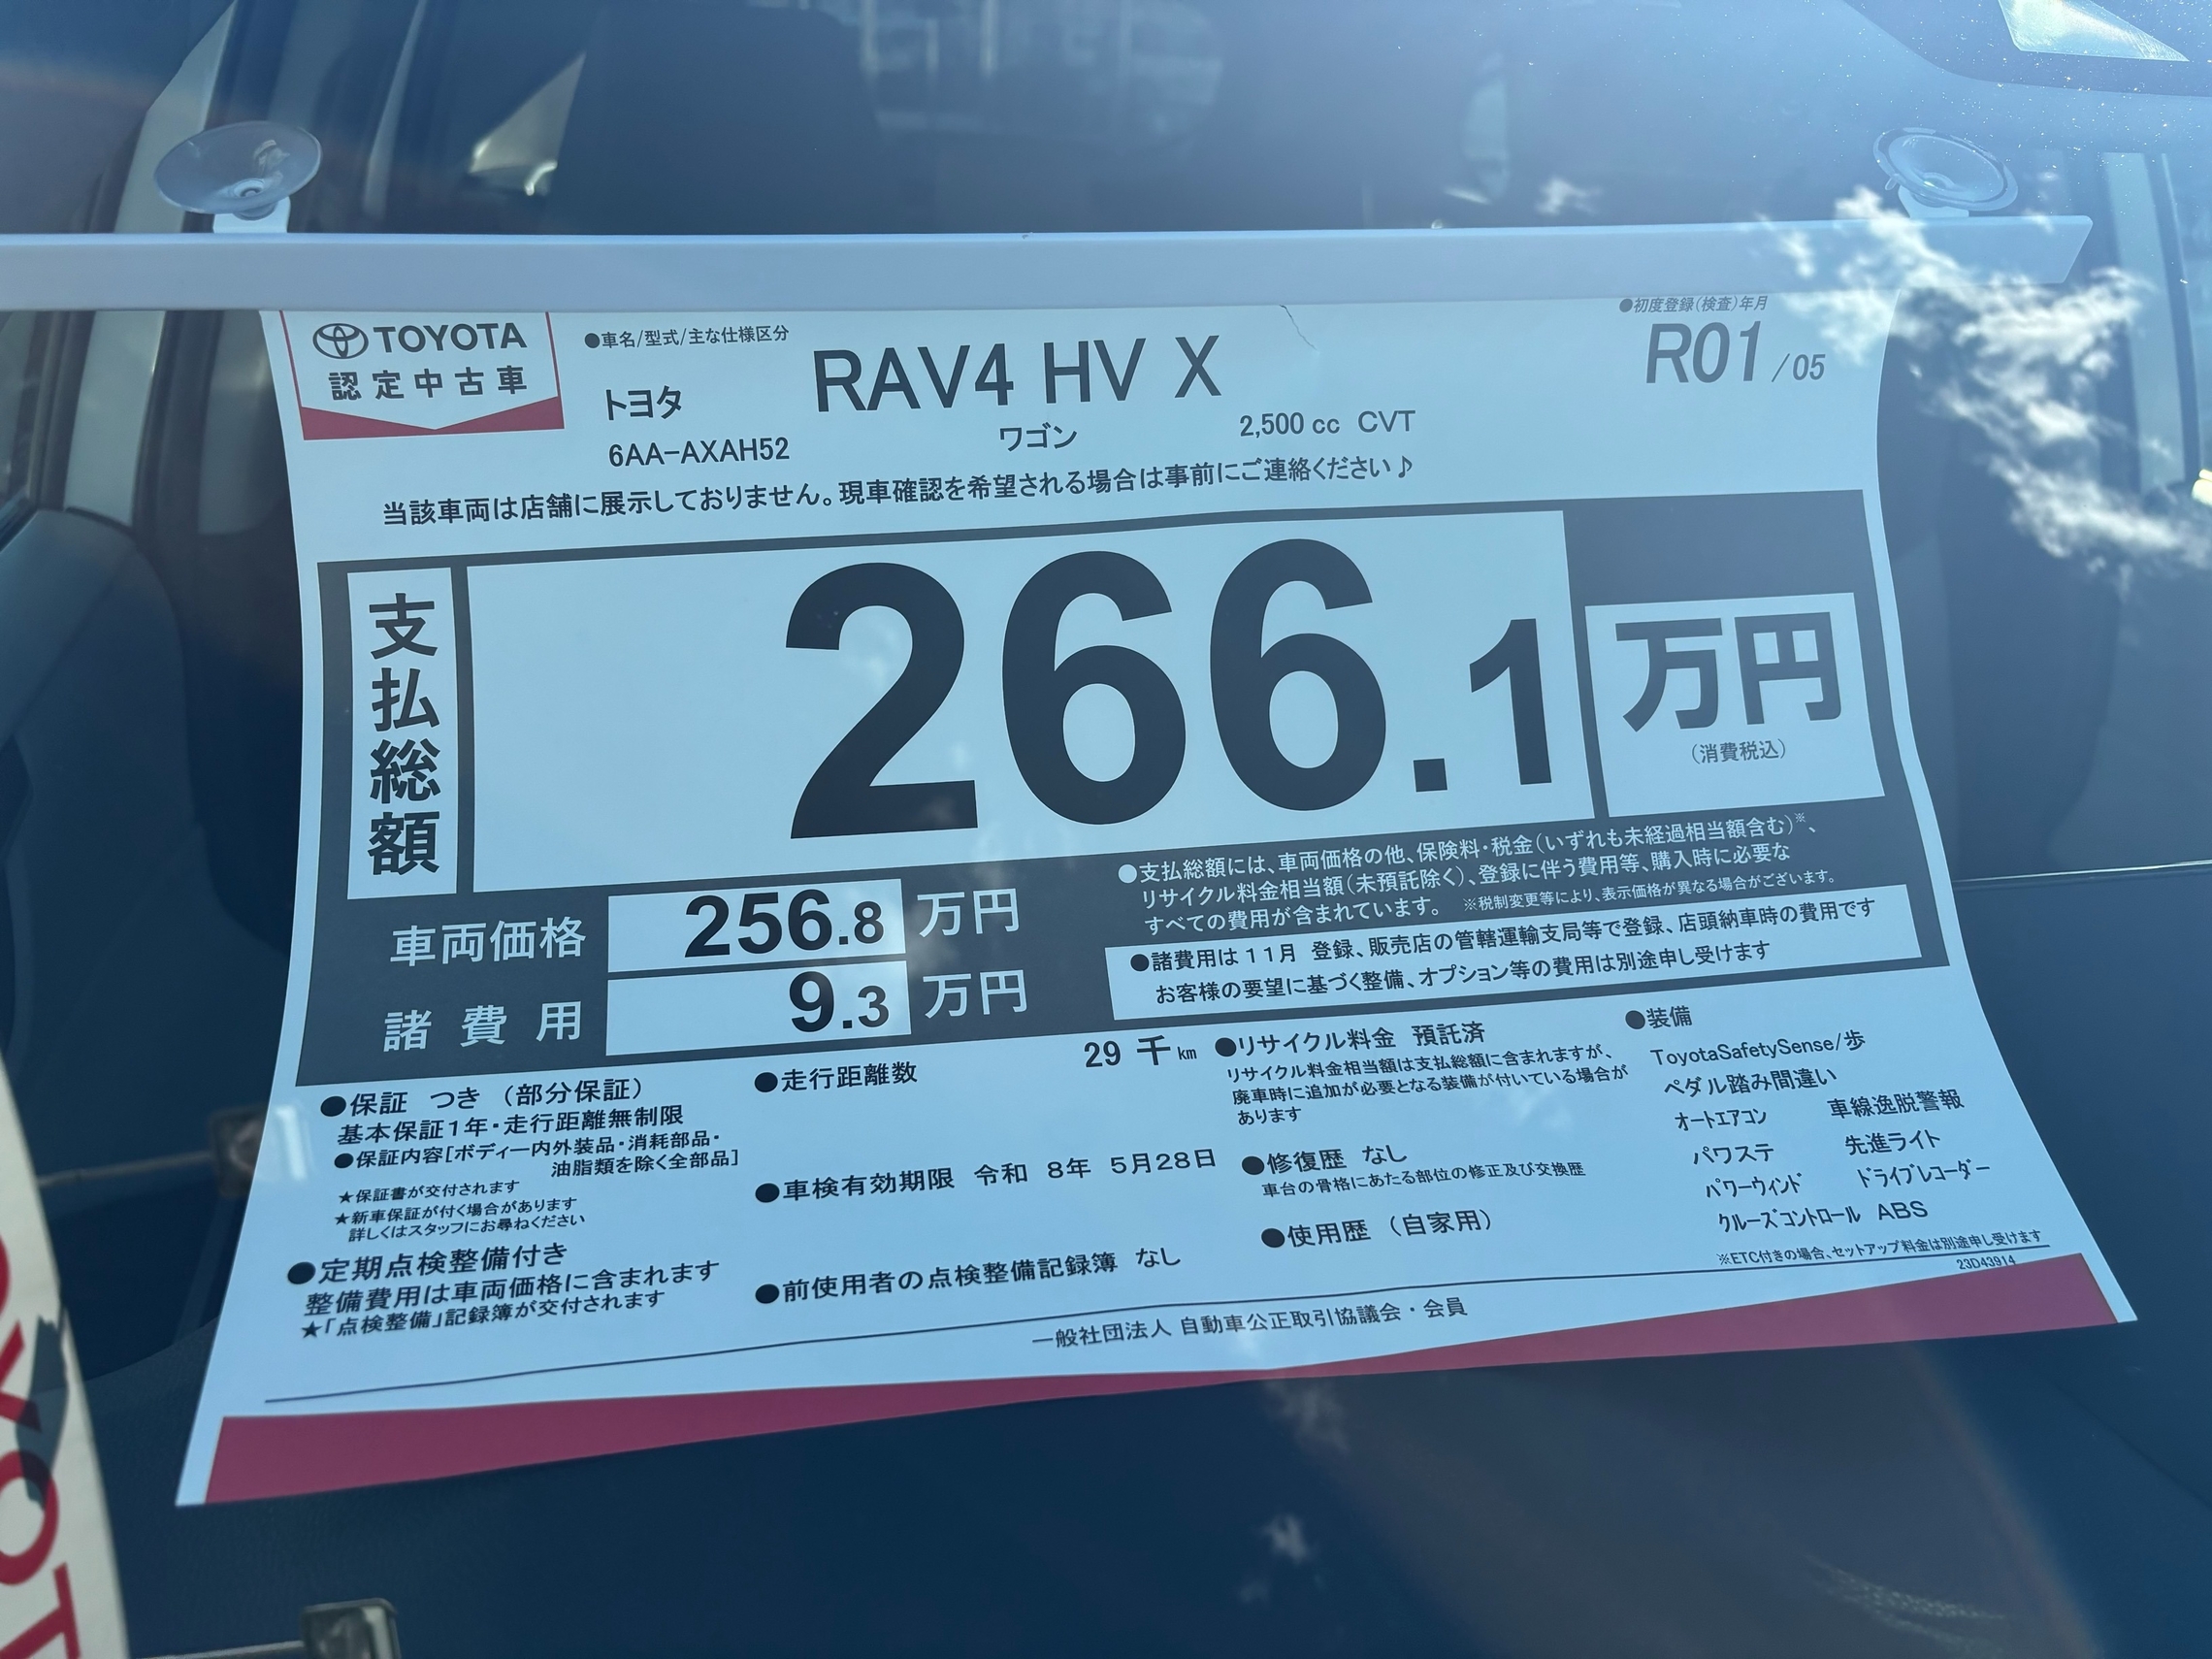 TOYOTA
認定中古車
●車名/型式/主な仕様区分
トヨタ
RAV4 HV X
6AA-AXAH52
ワゴン
2,500 cc CVT
●初度登録(検査)年月
R01/05
当該車両は店舗に展示しておりません。現車確認を希望される場合は事前にご連絡ください♪
支払総額
266.1
万円
(消費税込)
車両価格 256.8 万円
諸費用 9.3 万円
●支払総額には、車両価格の他、保険料・税金(いずれも未経過相当額含む)※、
リサイクル料金相当額(未預託除く)、登録に伴う費用等、購入時に必要な
すべての費用が含まれています。 ※税制変更等により、表示価格が異なる場合がございます。
●諸費用は11月 登録、販売店の管轄運輸支局等で登録、店頭納車時の費用です
お客様の要望に基づく整備、オプション等の費用は別途申し受けます
●保証 つき (部分保証)
基本保証1年・走行距離無制限
●保証内容[ボディー内外装品・消耗部品・
油脂類を除く全部品]
★保証書が交付されます
★新車保証が付く場合があります
詳しくはスタッフにお尋ねください
●定期点検整備付き
整備費用は車両価格に含まれます
★「点検整備」記録簿が交付されます
●走行距離数 29 千km
●車検有効期限 令和 8年 5月28日
●前使用者の点検整備記録簿 なし
●リサイクル料金 預託済
リサイクル料金相当額は支払総額に含まれますが、
廃車時に追加が必要となる装備が付いている場合が
あります
●修復歴 なし
車台の骨格にあたる部位の修正及び交換歴
●使用歴 (自家用)
●装備
ToyotaSafetySense/歩
ペダル踏み間違い
オートエアコン 車線逸脱警報
パワステ 先進ライト
パワーウィンド ドライブレコーダー
クルーズコントロール ABS
※ETC付きの場合、セットアップ料金は別途申し受けます
23D43914
一般社団法人 自動車公正取引協議会・会員